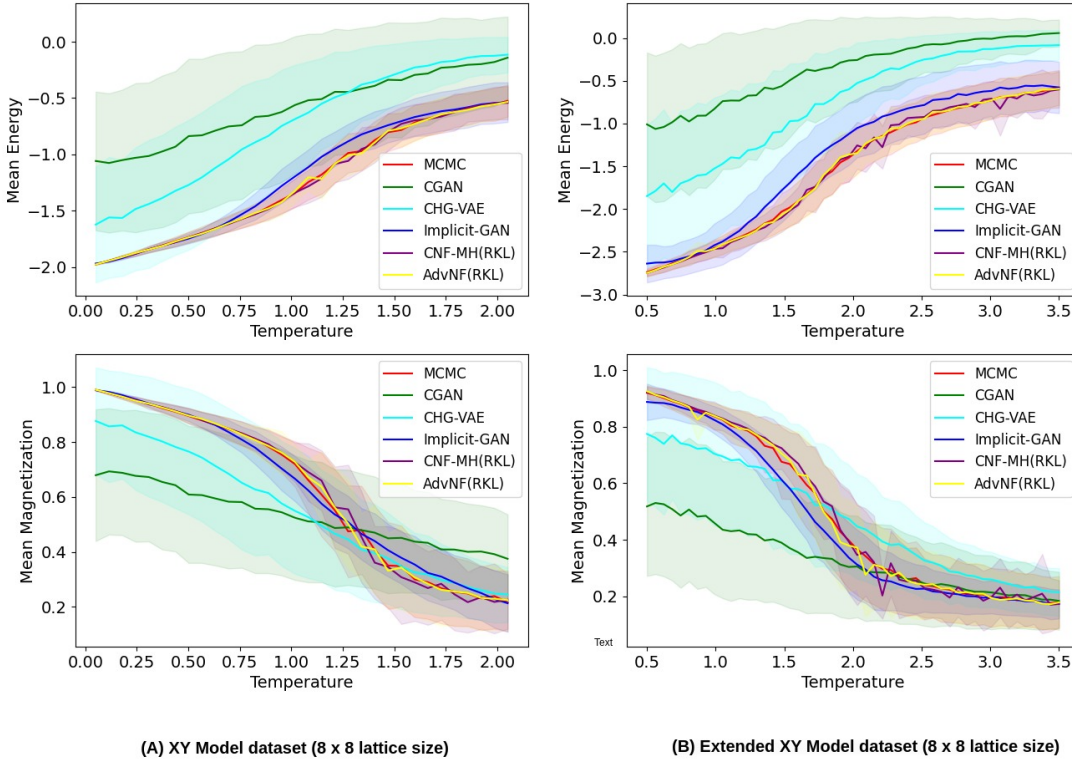 0.0
−0.5
−1.0
−1.5
−2.0
Mean Energy
MCMC
CGAN
CHG-VAE
Implicit-GAN
CNF-MH(RKL)
AdvNF(RKL)
0.00 0.25 0.50 0.75 1.00 1.25 1.50 1.75 2.00
Temperature
0.0
−0.5
−1.0
−1.5
−2.0
−2.5
−3.0
Mean Energy
MCMC
CGAN
CHG-VAE
Implicit-GAN
CNF-MH(RKL)
AdvNF(RKL)
0.5 1.0 1.5 2.0 2.5 3.0 3.5
Temperature
1.0
0.8
0.6
0.4
0.2
Mean Magnetization
MCMC
CGAN
CHG-VAE
Implicit-GAN
CNF-MH(RKL)
AdvNF(RKL)
0.00 0.25 0.50 0.75 1.00 1.25 1.50 1.75 2.00
Temperature
1.0
0.8
0.6
0.4
0.2
Mean Magnetization
MCMC
CGAN
CHG-VAE
Implicit-GAN
CNF-MH(RKL)
AdvNF(RKL)
Text
0.5 1.0 1.5 2.0 2.5 3.0 3.5
Temperature
(A) XY Model dataset (8 x 8 lattice size)
(B) Extended XY Model dataset (8 x 8 lattice size)